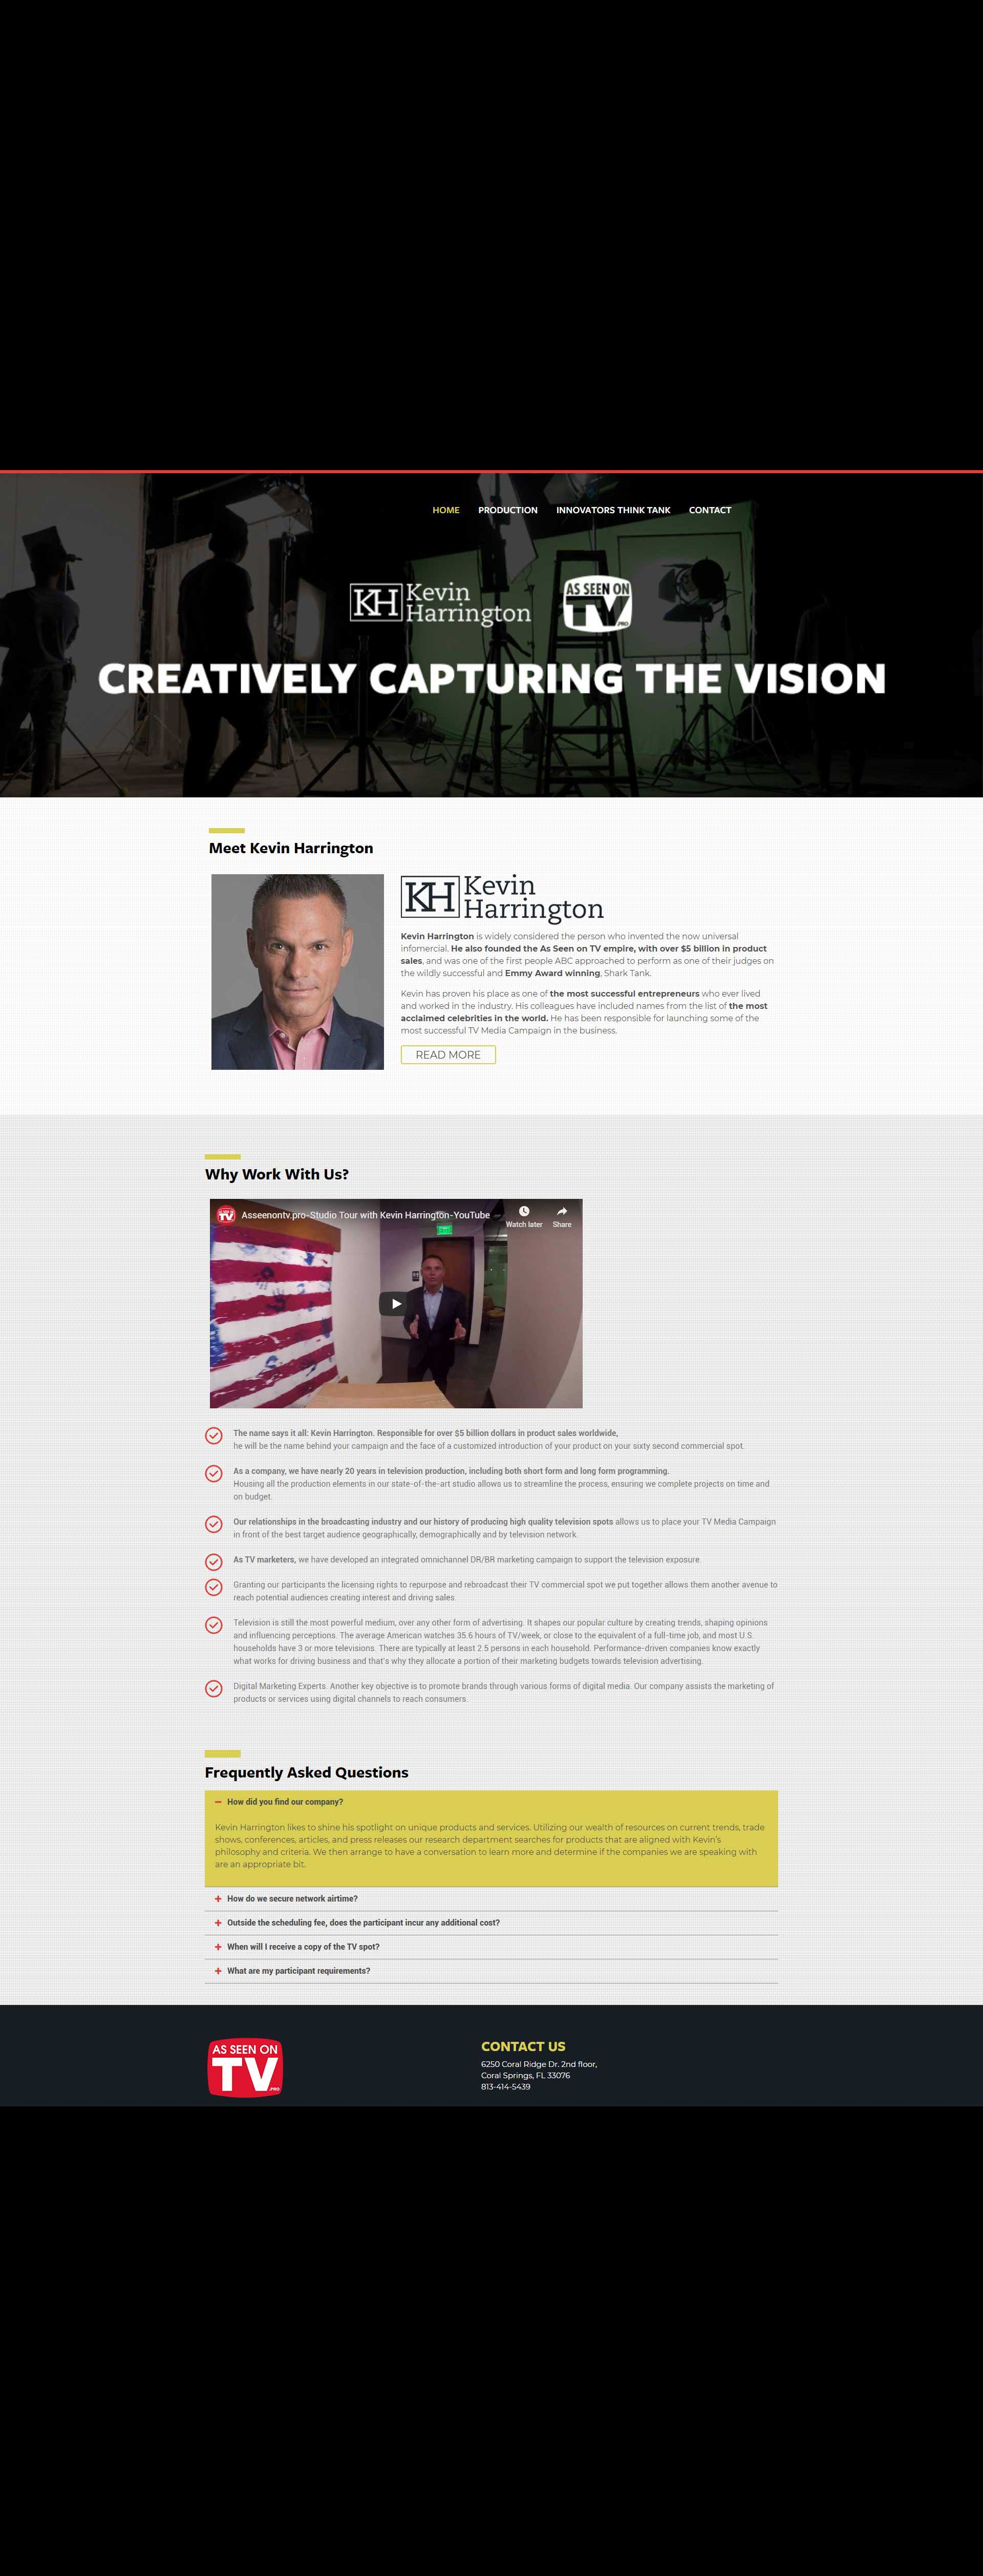 HOME PRODUCTION INNOVATORS THINK TANK CONTACT
KH Kevin Harrington
AS SEEN ON TV .PRO
CREATIVELY CAPTURING THE VISION
Meet Kevin Harrington
KH Kevin Harrington
Kevin Harrington is widely considered the person who invented the now universal
infomercial. He also founded the As Seen on TV empire, with over $5 billion in product
sales, and was one of the first people ABC approached to perform as one of their judges on
the wildly successful and Emmy Award winning, Shark Tank.
Kevin has proven his place as one of the most successful entrepreneurs who ever lived
and worked in the industry. His colleagues have included names from the list of the most
acclaimed celebrities in the world. He has been responsible for launching some of the
most successful TV Media Campaign in the business.
READ MORE
Why Work With Us?
Asseenontv.pro-Studio Tour with Kevin Harrington-YouTube
Watch later Share
The name says it all: Kevin Harrington. Responsible for over $5 billion dollars in product sales worldwide,
he will be the name behind your campaign and the face of a customized introduction of your product on your sixty second commercial spot.
As a company, we have nearly 20 years in television production, including both short form and long form programming.
Housing all the production elements in our state-of-the-art studio allows us to streamline the process, ensuring we complete projects on time and
on budget.
Our relationships in the broadcasting industry and our history of producing high quality television spots allows us to place your TV Media Campaign
in front of the best target audience geographically, demographically and by television network.
As TV marketers, we have developed an integrated omnichannel DR/BR marketing campaign to support the television exposure.
Granting our participants the licensing rights to repurpose and rebroadcast their TV commercial spot we put together allows them another avenue to
reach potential audiences creating interest and driving sales.
Television is still the most powerful medium, over any other form of advertising. It shapes our popular culture by creating trends, shaping opinions
and influencing perceptions. The average American watches 35.6 hours of TV/week, or close to the equivalent of a full-time job, and most U.S.
households have 3 or more televisions. There are typically at least 2.5 persons in each household. Performance-driven companies know exactly
what works for driving business and that's why they allocate a portion of their marketing budgets towards television advertising.
Digital Marketing Experts. Another key objective is to promote brands through various forms of digital media. Our company assists the marketing of
products or services using digital channels to reach consumers.
Frequently Asked Questions
How did you find our company?
Kevin Harrington likes to shine his spotlight on unique products and services. Utilizing our wealth of resources on current trends, trade
shows, conferences, articles, and press releases our research department searches for products that are aligned with Kevin's
philosophy and criteria. We then arrange to have a conversation to learn more and determine if the companies we are speaking with
are an appropriate bit.
How do we secure network airtime?
Outside the scheduling fee, does the participant incur any additional cost?
When will I receive a copy of the TV spot?
What are my participant requirements?
AS SEEN ON
TV .PRO
CONTACT US
6250 Coral Ridge Dr. 2nd floor,
Coral Springs, FL 33076
813-414-5439